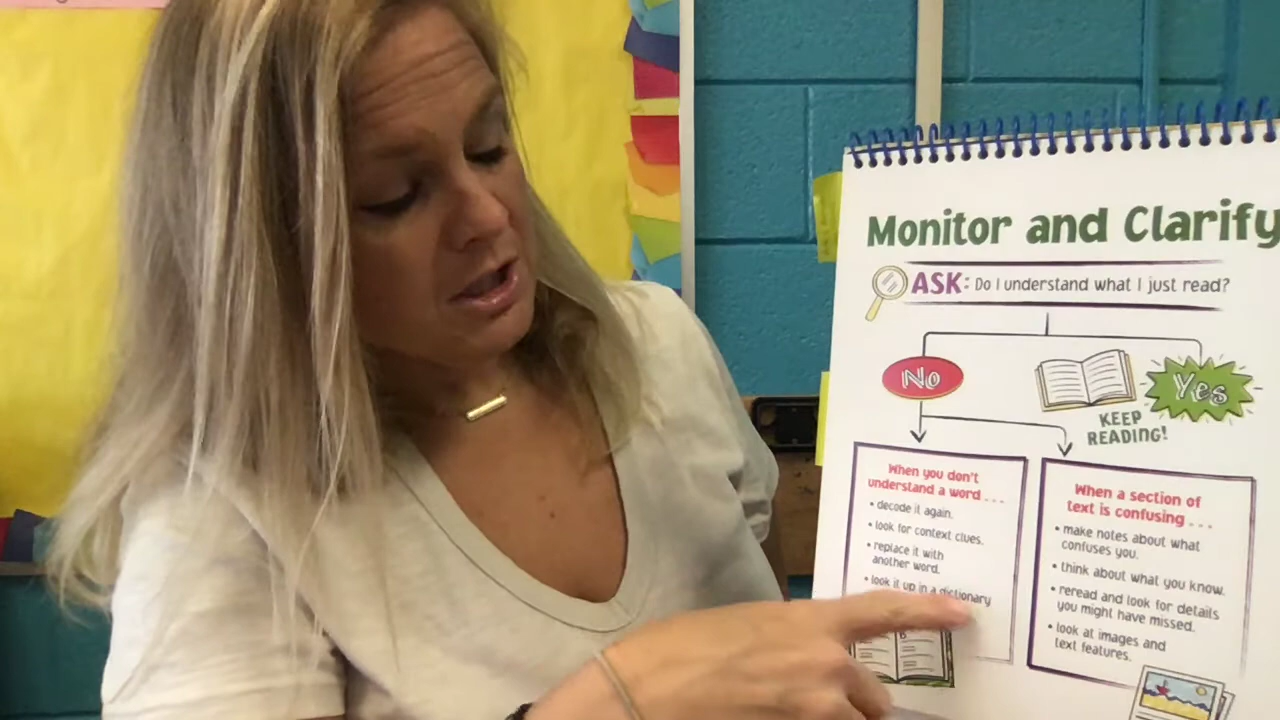 Monitor and Clarify
ASK: Do I understand what I just read?
No
Yes
KEEP
READING!
When you don't
understand a word . . .
• decode it again.
• look for context clues.
• replace it with
another word.
• look it up in a dictionary
When a section of
text is confusing . . .
• make notes about what
confuses you.
• think about what you know.
• reread and look for details
you might have missed.
• look at images and
text features.